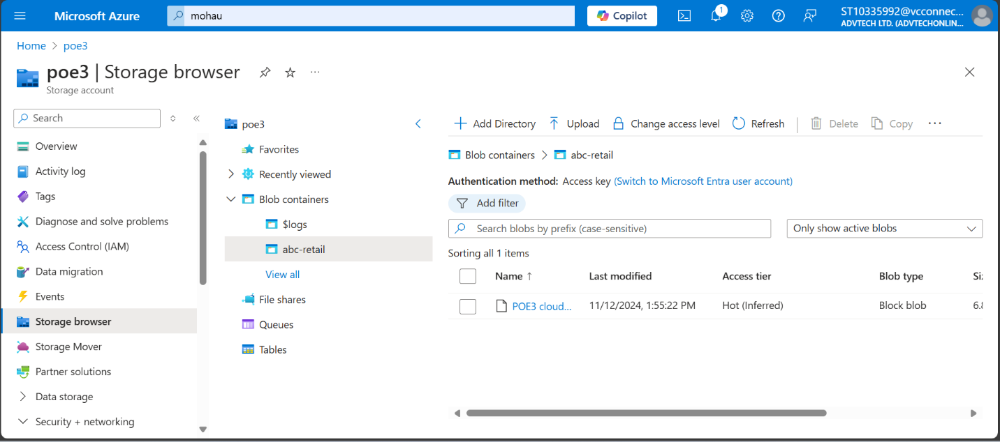 Microsoft Azure
mohau
Copilot
1
ST10335992@vcconnec...
ADVTECH LTD. (ADVTECHONLIN...
Home > poe3
poe3 | Storage browser
Storage account
Search
Overview
Activity log
Tags
Diagnose and solve problems
Access Control (IAM)
Data migration
Events
Storage browser
Storage Mover
Partner solutions
Data storage
Security + networking
poe3
Favorites
Recently viewed
Blob containers
$logs
abc-retail
View all
File shares
Queues
Tables
Add Directory Upload Change access level Refresh Delete Copy ...
Blob containers > abc-retail
Authentication method: Access key (Switch to Microsoft Entra user account)
Add filter
Search blobs by prefix (case-sensitive) Only show active blobs
Sorting all 1 items
Name ↑ Last modified Access tier Blob type
POE3 cloud... 11/12/2024, 1:55:22 PM Hot (Inferred) Block blob